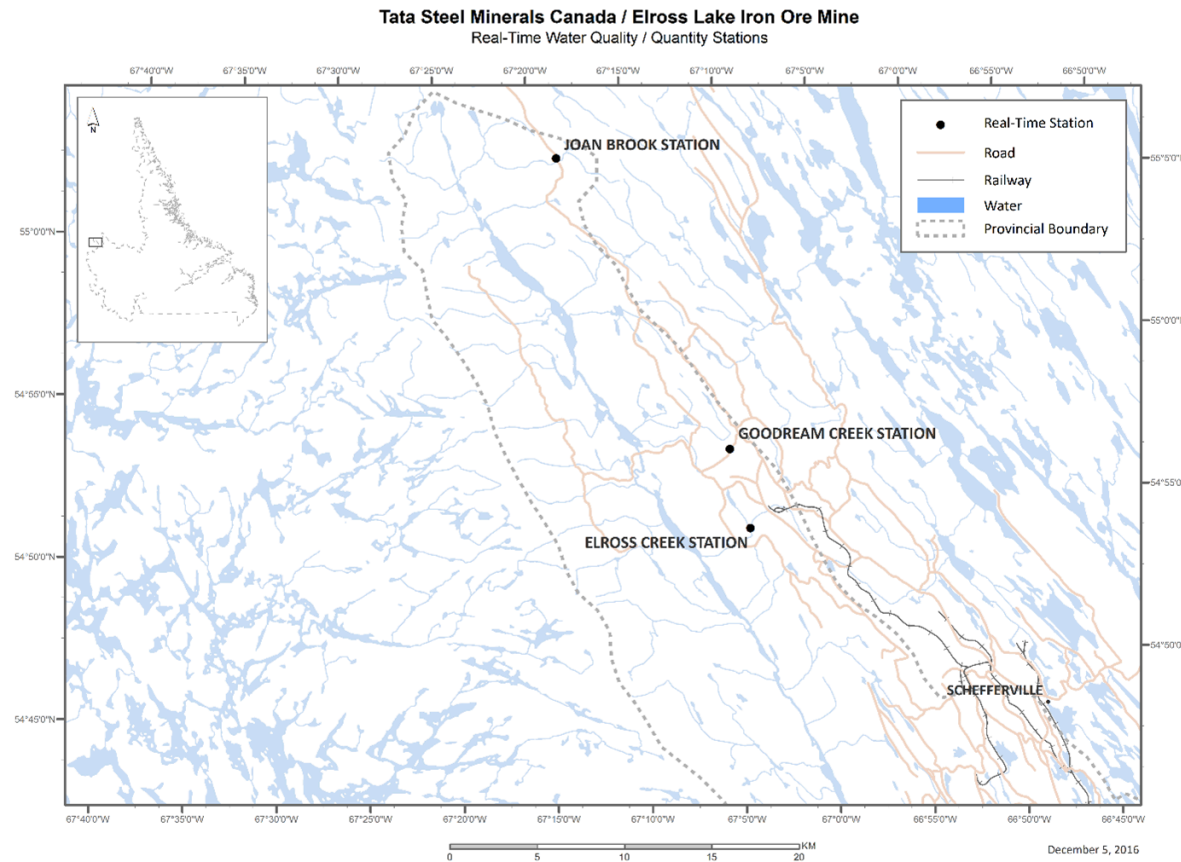 Tata Steel Minerals Canada / Elross Lake Iron Ore Mine
Real-Time Water Quality / Quantity Stations
67°40'0"W 67°35'0"W 67°30'0"W 67°25'0"W 67°20'0"W 67°15'0"W 67°10'0"W 67°5'0"W 67°0'0"W 66°55'0"W 66°50'0"W
N
Real-Time Station
Road
Railway
Water
Provincial Boundary
JOAN BROOK STATION
55°0'0"N
55°0'0"N
54°55'0"N
GOODREAM CREEK STATION
54°55'0"N
ELROSS CREEK STATION
54°50'0"N
54°50'0"N
SCHEFFERVILLE
54°45'0"N
67°40'0"W 67°35'0"W 67°30'0"W 67°25'0"W 67°20'0"W 67°15'0"W 67°10'0"W 67°5'0"W 67°0'0"W 66°55'0"W 66°50'0"W 66°45'0"W
KM
0 5 10 15 20
December 5, 2016